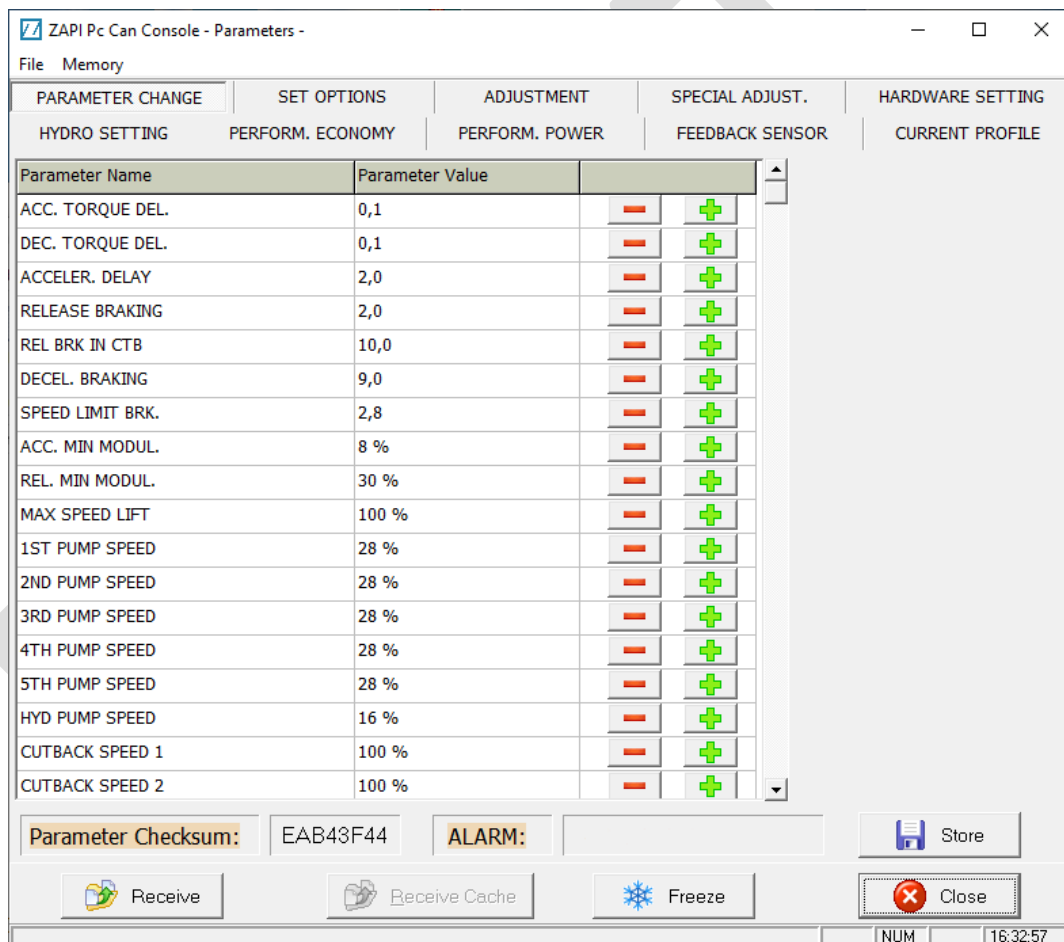 ZAPI Pc Can Console - Parameters -
File Memory
PARAMETER CHANGE SET OPTIONS ADJUSTMENT SPECIAL ADJUST. HARDWARE SETTING
HYDRO SETTING PERFORM. ECONOMY PERFORM. POWER FEEDBACK SENSOR CURRENT PROFILE
Parameter Name Parameter Value
ACC. TORQUE DEL. 0,1
DEC. TORQUE DEL. 0,1
ACCELER. DELAY 2,0
RELEASE BRAKING 2,0
REL BRK IN CTB 10,0
DECEL. BRAKING 9,0
SPEED LIMIT BRK. 2,8
ACC. MIN MODUL. 8 %
REL. MIN MODUL. 30 %
MAX SPEED LIFT 100 %
1ST PUMP SPEED 28 %
2ND PUMP SPEED 28 %
3RD PUMP SPEED 28 %
4TH PUMP SPEED 28 %
5TH PUMP SPEED 28 %
HYD PUMP SPEED 16 %
CUTBACK SPEED 1 100 %
CUTBACK SPEED 2 100 %
Parameter Checksum: EAB43F44 ALARM: Store
Receive Receive Cache Freeze Close
NUM 16:32:57